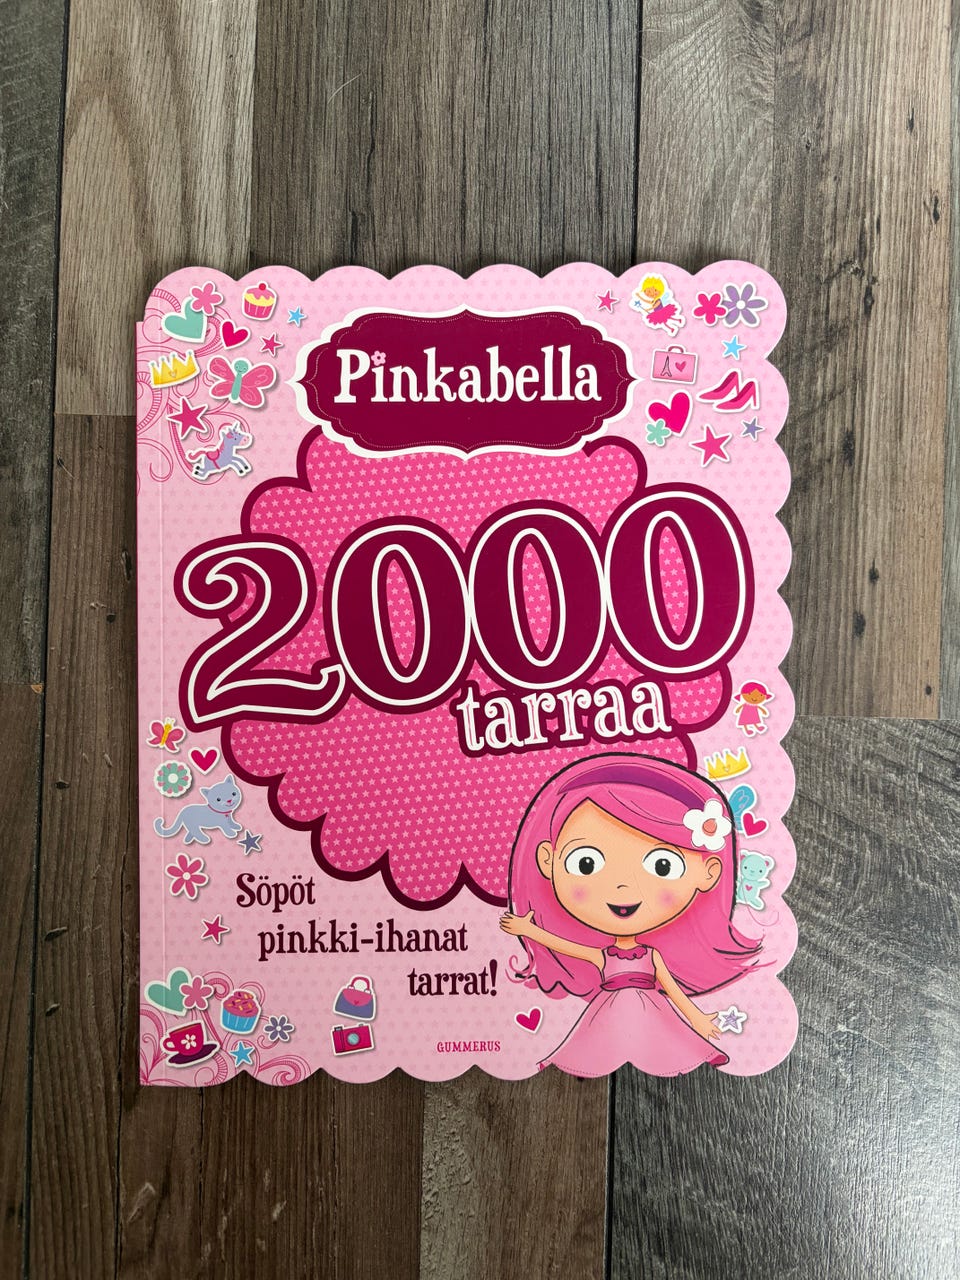 Pinkabella
2000
tarraa
Söpöt
pinkki-ihanat
tarrat!
GUMMERUS